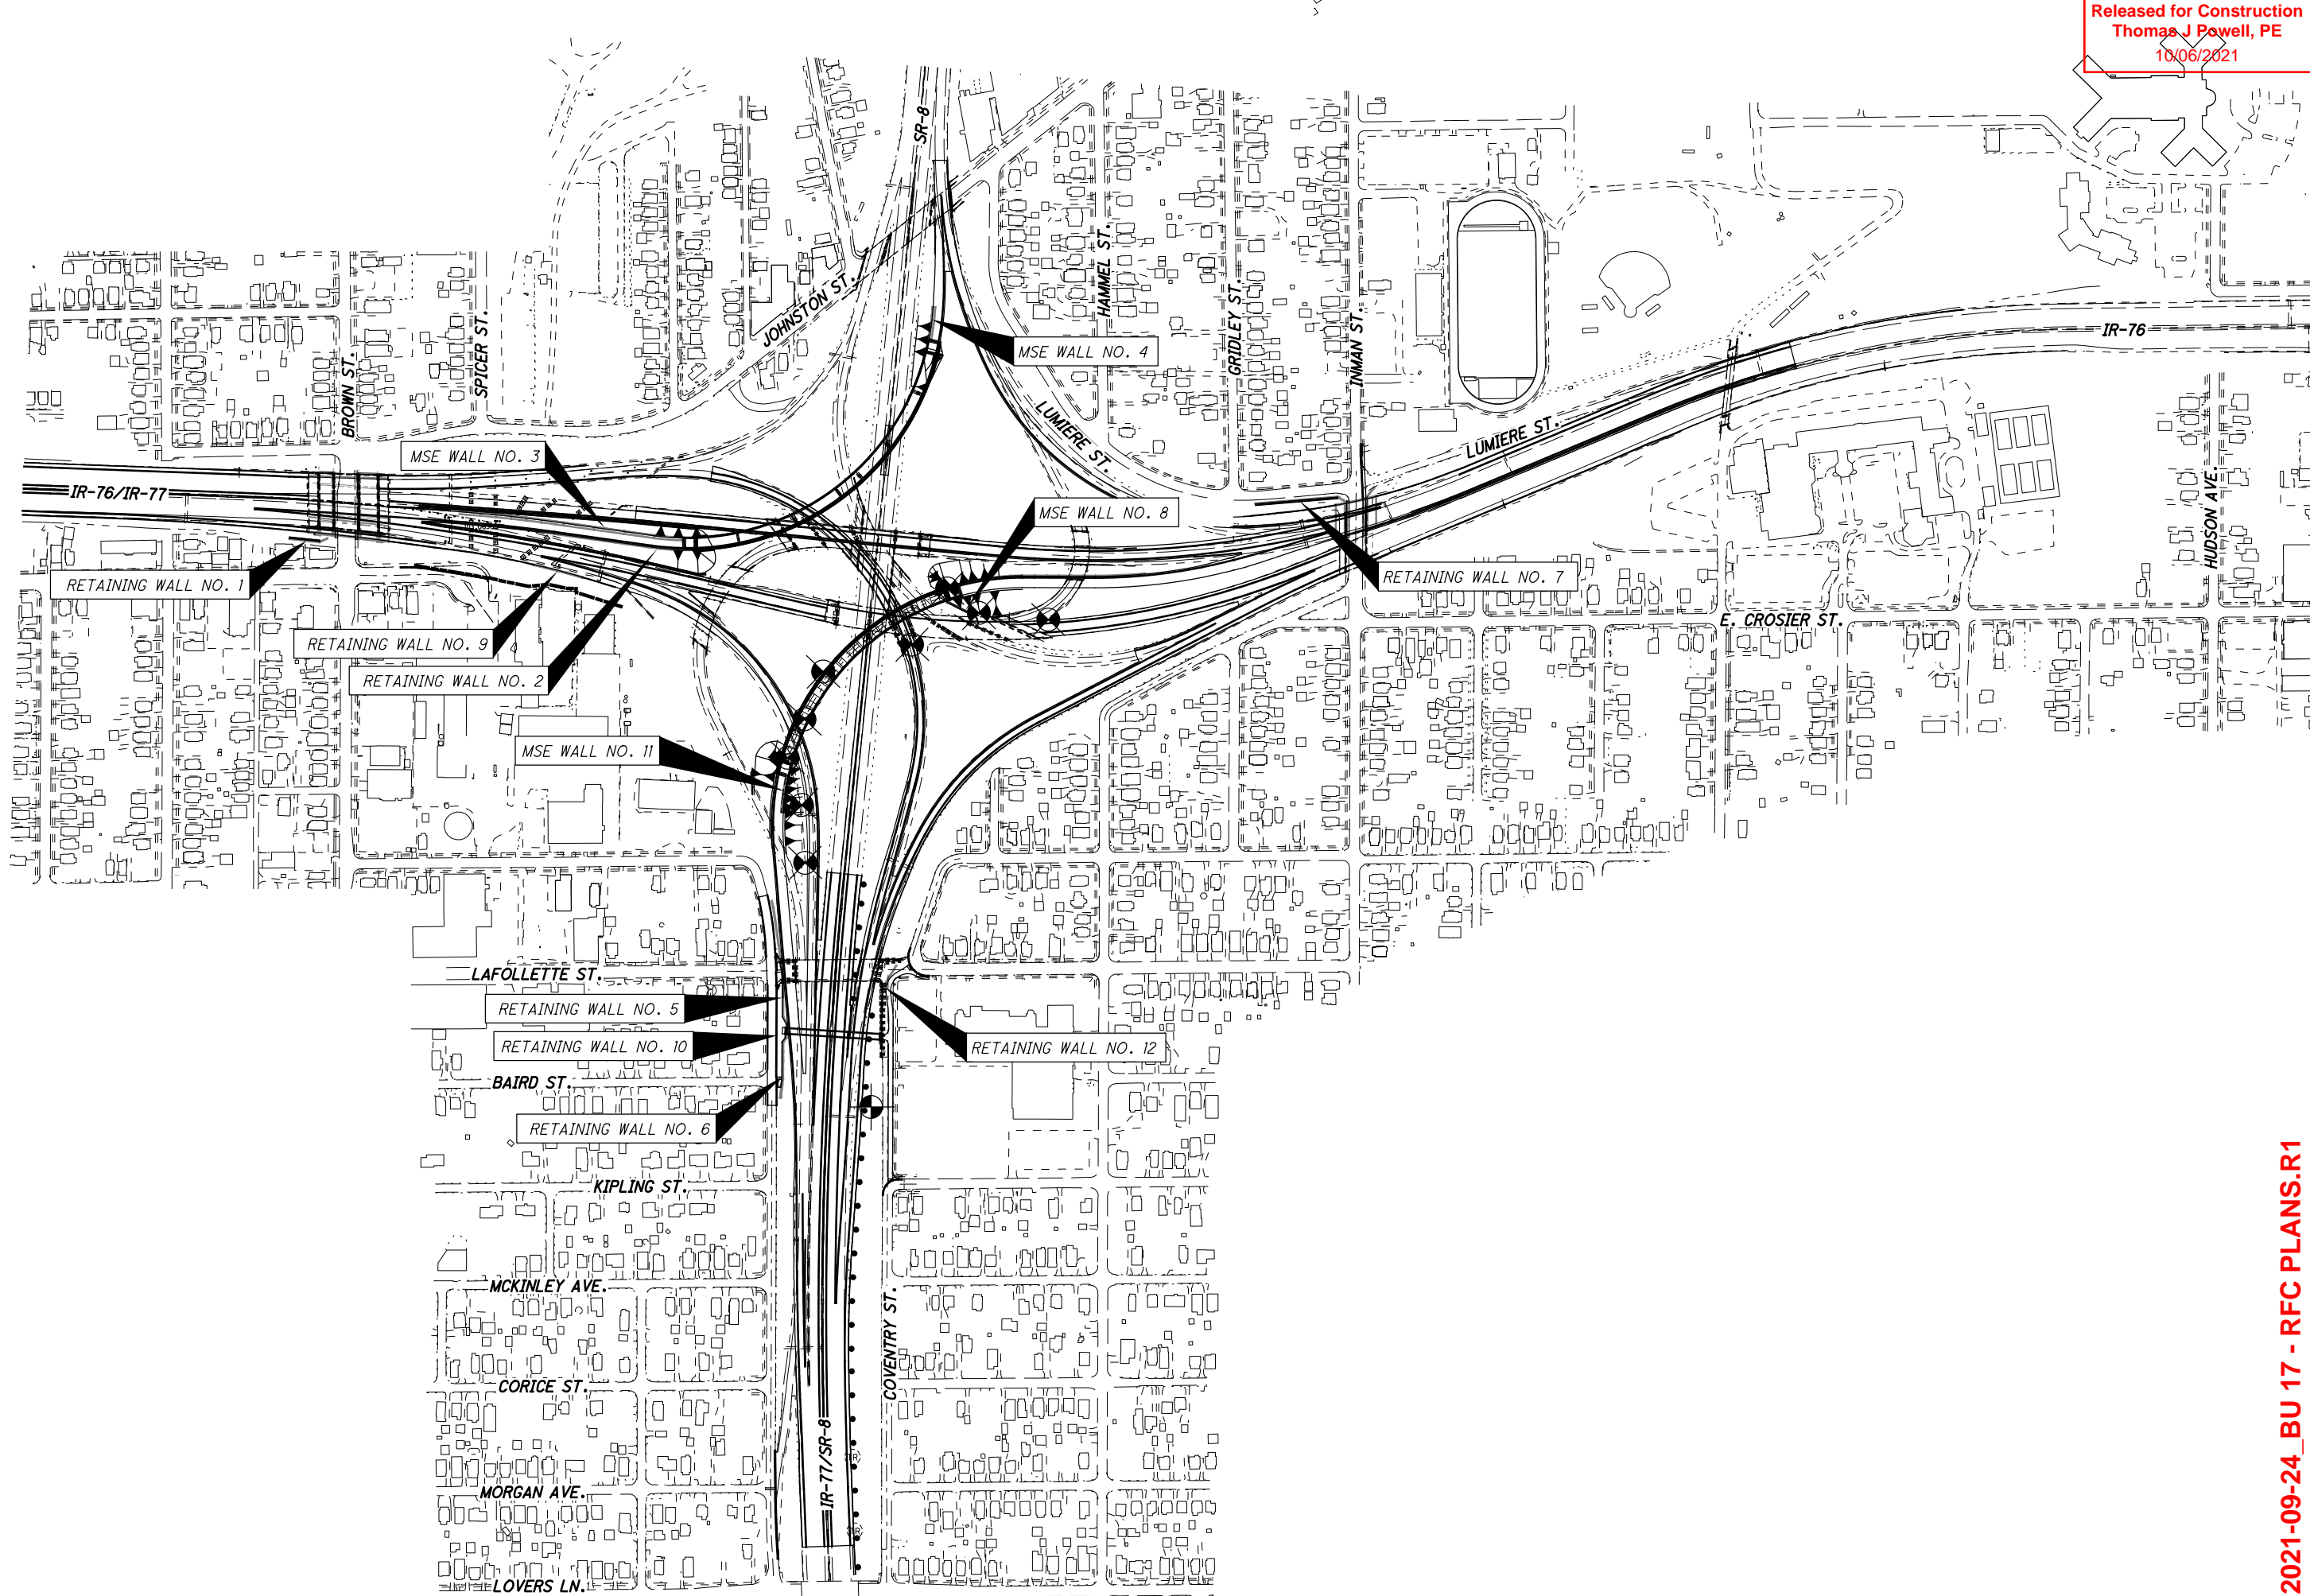 Released for Construction
Thomas J Powell, PE
10/06/2021
SR-8
HAMMEL ST.
JOHNSTON ST.
GRIDLEY ST.
INMAN ST.
IR-76
SPICER ST.
BROWN ST.
MSE WALL NO. 4
LUMIERE ST.
LUMIERE ST.
MSE WALL NO. 3
IR-76/IR-77
MSE WALL NO. 8
HUDSON AVE.
RETAINING WALL NO. 1
RETAINING WALL NO. 7
E. CROSIER ST.
RETAINING WALL NO. 9
RETAINING WALL NO. 2
MSE WALL NO. 11
LAFOLLETTE ST.
RETAINING WALL NO. 5
RETAINING WALL NO. 10
RETAINING WALL NO. 12
BAIRD ST.
RETAINING WALL NO. 6
KIPLING ST.
MCKINLEY AVE.
COVENTRY ST.
CORICE ST.
IR-77/SR-8
MORGAN AVE.
LOVERS LN.
2021-09-24_BU 17 - RFC PLANS.R1